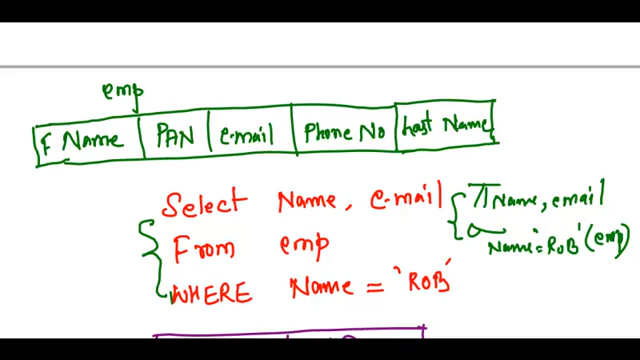 emp
F Name PAN e-mail Phone No Last Name
Select Name, e-mail
From emp
WHERE Name = 'ROB'
π Name, email
σ Name='ROB' (emp)